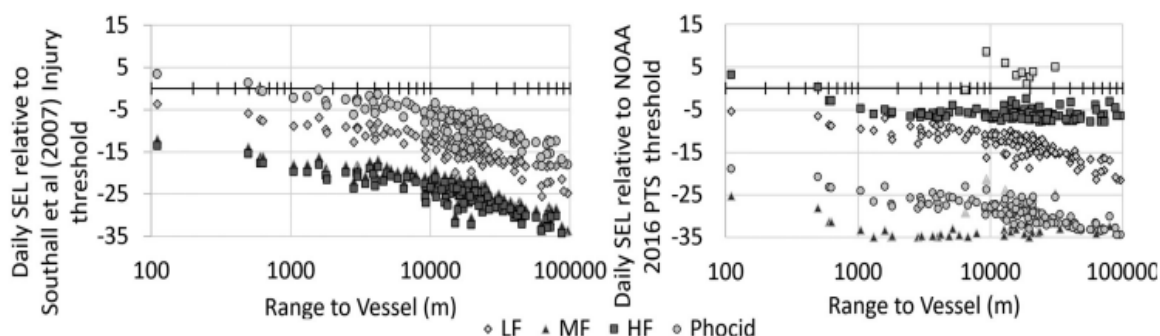 Daily SEL relative to
Southall et al (2007) Injury
threshold
15
5
-5
-15
-25
-35
100
1000
10000
100000
Range to Vessel (m)
Daily SEL relative to NOAA
2016 PTS threshold
15
5
-5
-15
-25
-35
100
1000
10000
100000
Range to Vessel (m)
LF MF HF Phocid